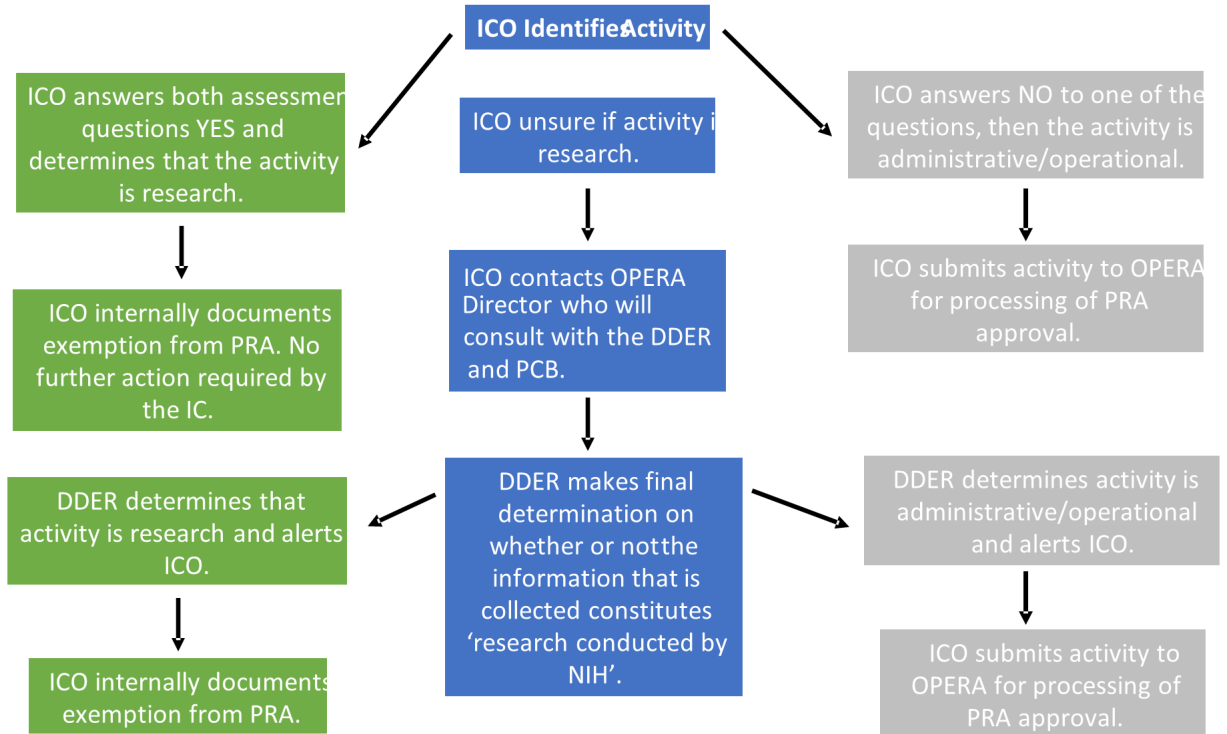 ICO Identifies Activity
ICO answers both assessmen
questions YES and
determines that the activity
is research.
ICO unsure if activity i
research.
ICO answers NO to one of the
questions, then the activity is
administrative/operational.
ICO internally documents
exemption from PRA. No
further action required by
the IC.
ICO contacts OPERA
Director who will
consult with the DDER
and PCB.
ICO submits activity to OPERA
for processing of PRA
approval.
DDER determines that
activity is research and alerts
ICO.
DDER makes final
determination on
whether or not the
information that is
collected constitutes
‘research conducted by
NIH’.
DDER determines activity is
administrative/operational
and alerts ICO.
ICO internally documents
exemption from PRA.
ICO submits activity to
OPERA for processing of
PRA approval.